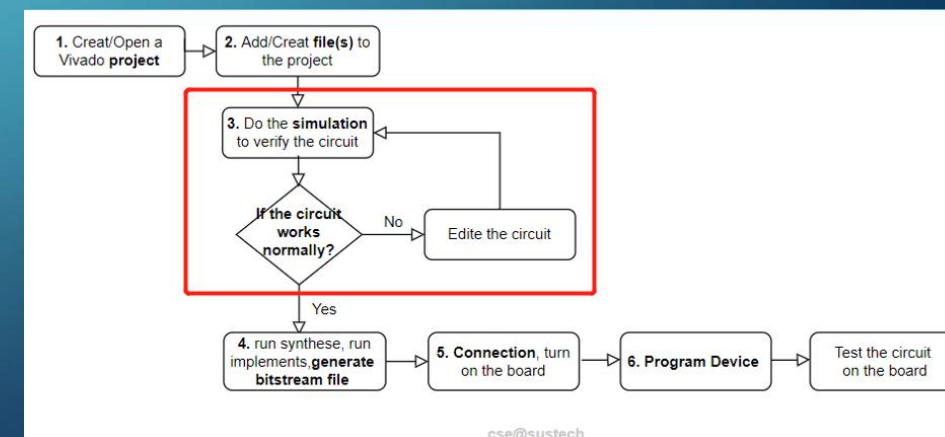 1. Creat/Open a
Vivado project
2. Add/Creat file(s) to
the project
3. Do the simulation
to verify the circuit
If the circuit
works
normally?
No
Edite the circuit
Yes
4. run synthese, run
implements,generate
bitstream file
5. Connection, turn
on the board
6. Program Device
Test the circuit
on the board
cse@sustech